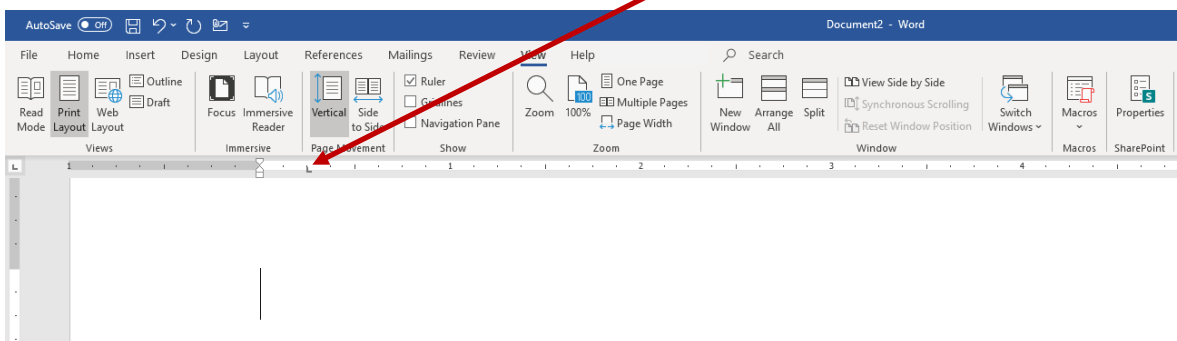 AutoSave Off Document2 - Word
File Home Insert Design Layout References Mailings Review View Help Search
Read Mode
Print Layout
Web Layout
Outline
Draft
Views
Focus
Immersive Reader
Immersive
Vertical
Side to Side
Page Movement
Ruler
Gridlines
Navigation Pane
Show
Zoom
100
100%
One Page
Multiple Pages
Page Width
Zoom
New Window
Arrange All
Split
View Side by Side
Synchronous Scrolling
Reset Window Position
Switch Windows
Window
Macros
Macros
S
Properties
SharePoint
1 1 2 3 4